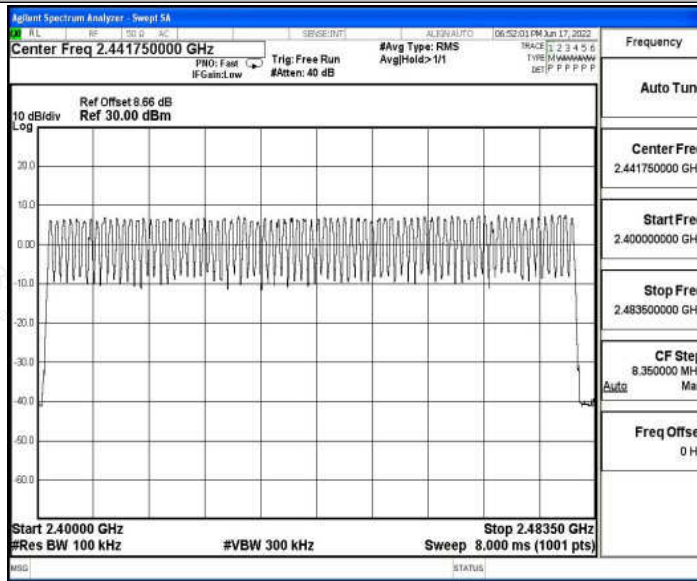 Agilent Spectrum Analyzer - Swept SA
RL RF 50 Ω AC SENSE:INT ALIGN AUTO 06:52:01 PM Jun 17, 2022
Center Freq 2.441750000 GHz
PNO: Fast
IFGain:Low
Trig: Free Run
#Atten: 40 dB
#Avg Type: RMS
Avg|Hold>1/1
TRACE 1 2 3 4 5 6
TYPE M
DET P P P P P P
Frequency
Ref Offset 8.66 dB
10 dB/div Ref 30.00 dBm
Log
20.0
10.0
0.00
-10.0
-20.0
-30.0
-40.0
-50.0
-60.0
Start 2.40000 GHz Stop 2.48350 GHz
#Res BW 100 kHz #VBW 300 kHz Sweep 8.000 ms (1001 pts)
MSG STATUS
Auto Tun
Center Fre
2.441750000 GH
Start Fre
2.400000000 GH
Stop Fre
2.483500000 GH
CF Step
8.350000 MH
Auto Ma
Freq Offse
0 H